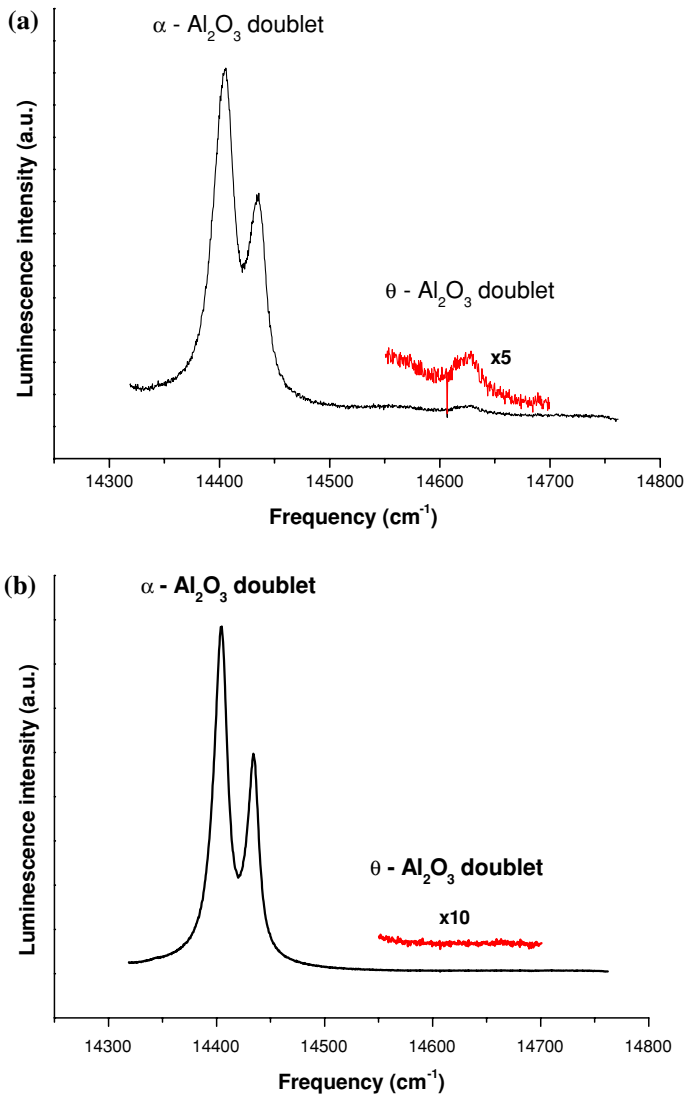 (a)
α - Al₂O₃ doublet
Luminescence intensity (a.u.)
θ - Al₂O₃ doublet
x5
14300 14400 14500 14600 14700 14800
Frequency (cm⁻¹)
(b)
α - Al₂O₃ doublet
Luminescence intensity (a.u.)
θ - Al₂O₃ doublet
x10
14300 14400 14500 14600 14700 14800
Frequency (cm⁻¹)